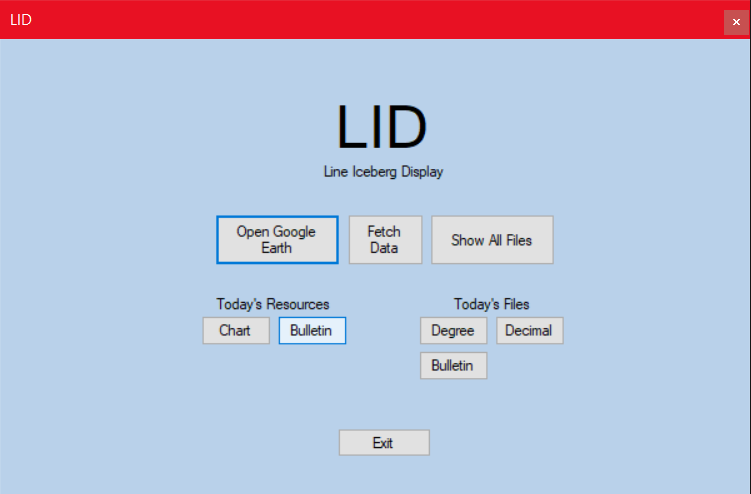 LID
LID
Line Iceberg Display
Open Google
Earth
Fetch
Data
Show All Files
Today's Resources
Today's Files
Chart
Bulletin
Degree
Decimal
Bulletin
Exit